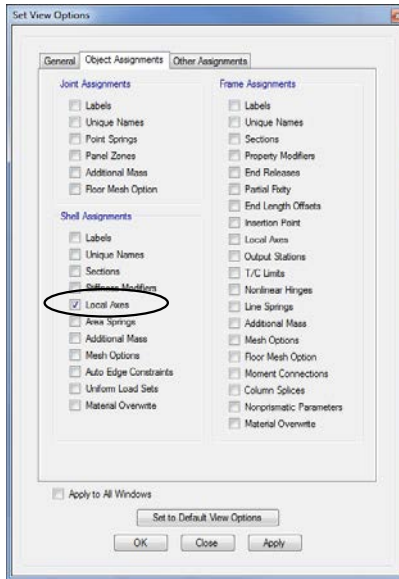 Set View Options
General
Object Assignments
Other Assignments
Joint Assignments
Labels
Unique Names
Point Springs
Panel Zones
Additional Mass
Floor Mesh Option
Shell Assignments
Labels
Unique Names
Sections
Stiffness Modifiers
Local Axes
Area Springs
Additional Mass
Mesh Options
Auto Edge Constraints
Uniform Load Sets
Material Overwrite
Frame Assignments
Labels
Unique Names
Sections
Property Modifiers
End Releases
Partial Fixity
End Length Offsets
Insertion Point
Local Axes
Output Stations
T/C Limits
Nonlinear Hinges
Line Springs
Additional Mass
Mesh Options
Floor Mesh Option
Moment Connections
Column Splices
Nonprismatic Parameters
Material Overwrite
Apply to All Windows
Set to Default View Options
OK
Close
Apply